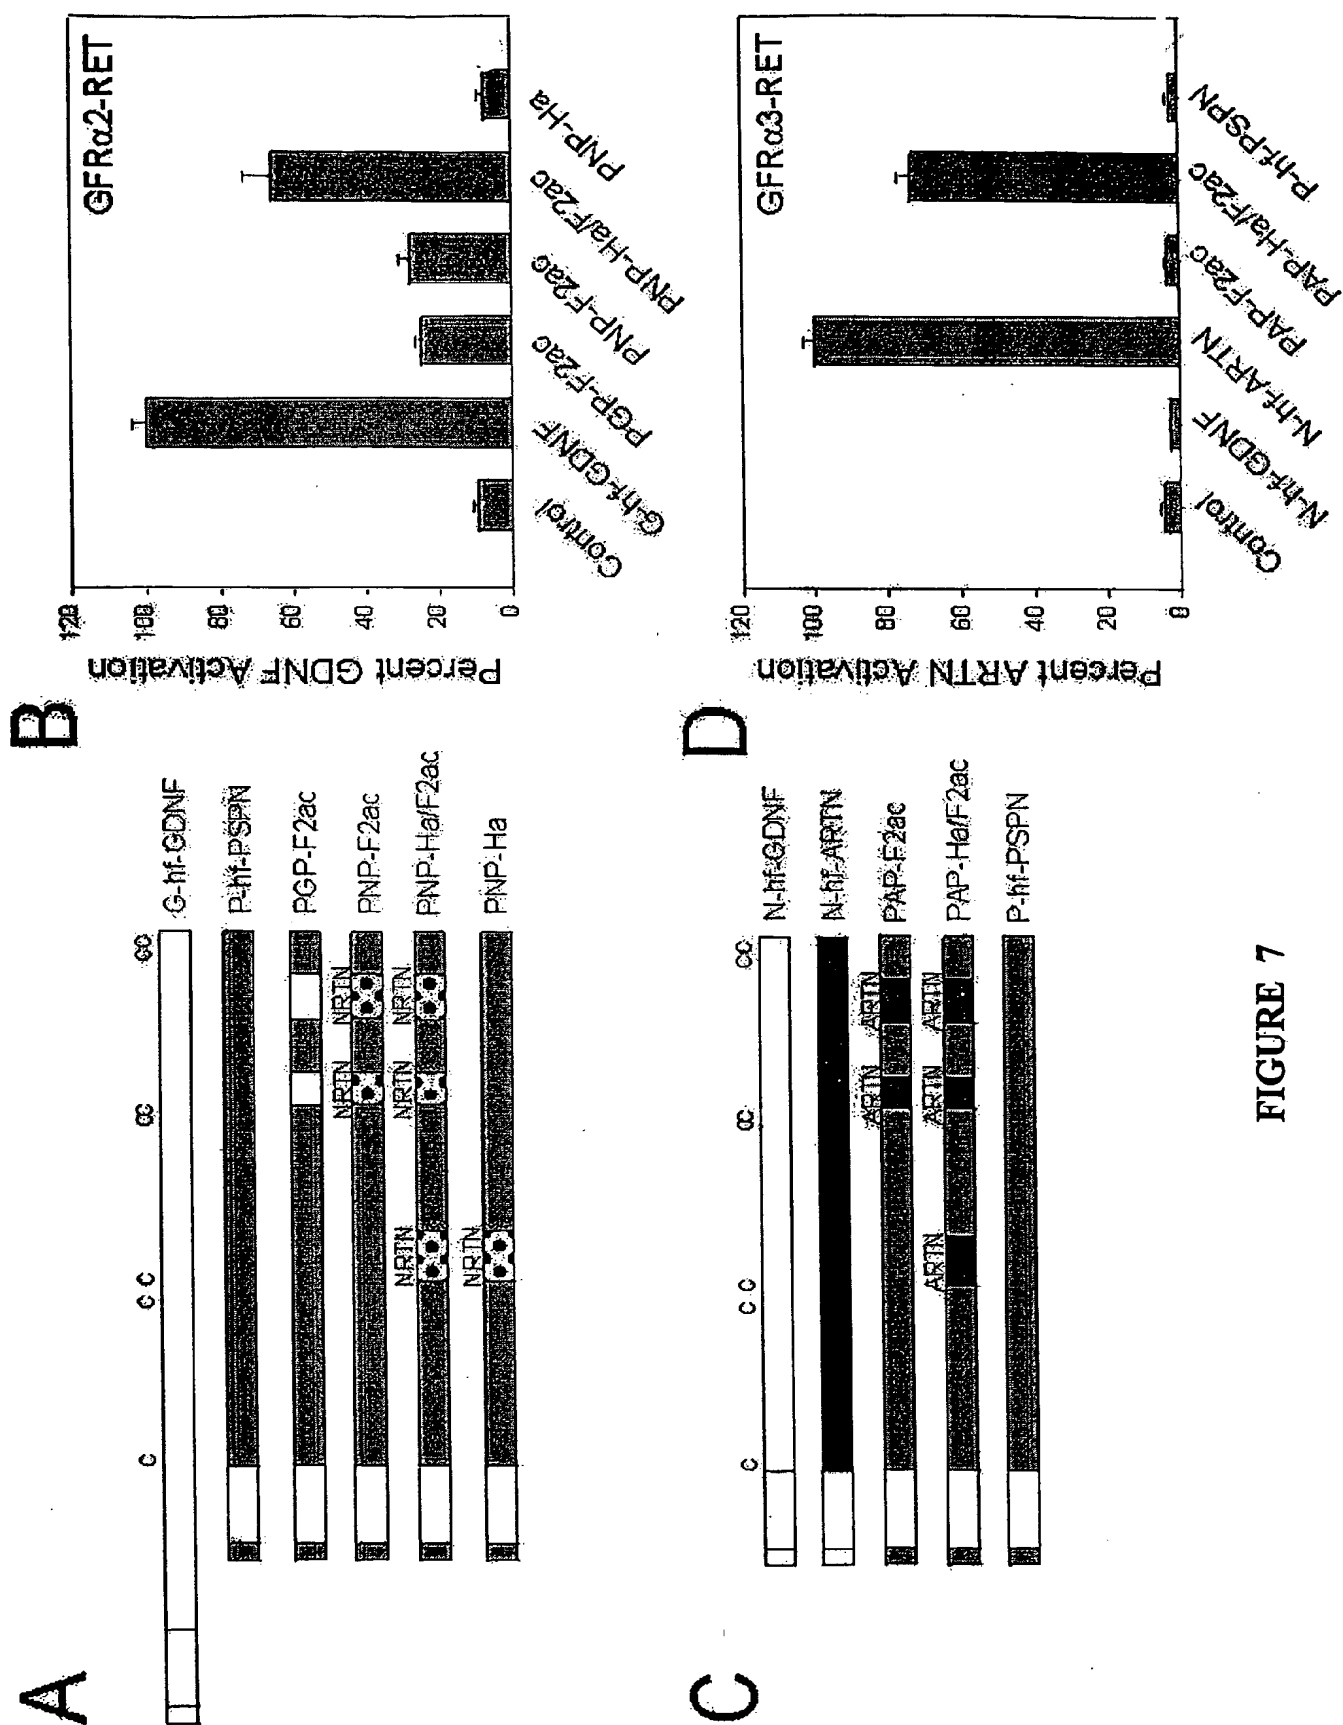 A
C C C CC CC
G-hf-GDNF
P-hf-PSPN
PGP-F2ac
NRTN NRTN
PNP-F2ac
NRTN NRTN NRTN
PNP-Ha/F2ac
NRTN
PNP-Ha
B
GFRα2-RET
Percent GDNF Activation
120
100
80
60
40
20
0
Control
G-hf-GDNF
PGP-F2ac
PNP-F2ac
PNP-Ha/F2ac
PNP-Ha
C
C C C CC CC
N-hf-GDNF
N-hf-ARTN
ARTN ARTN
PAP-F2ac
ARTN ARTN ARTN
PAP-Ha/F2ac
P-hf-PSPN
D
GFRα3-RET
Percent ARTN Activation
120
100
80
60
40
20
0
Control
N-hf-GDNF
N-hf-ARTN
PAP-F2ac
PAP-Ha/F2ac
P-hf-PSPN
FIGURE 7